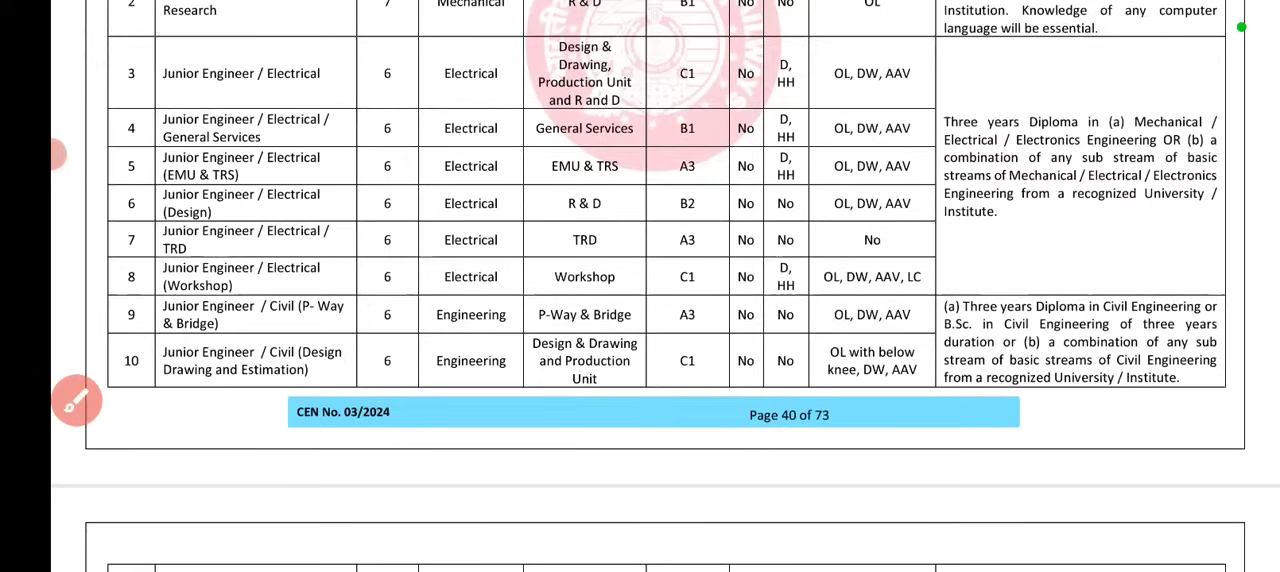 2 Research 7 Mechanical R & D B1 No No OL Institution. Knowledge of any computer
language will be essential.
3 Junior Engineer / Electrical 6 Electrical Design &
Drawing,
Production Unit
and R and D C1 No D,
HH OL, DW, AAV
4 Junior Engineer / Electrical /
General Services 6 Electrical General Services B1 No D,
HH OL, DW, AAV
5 Junior Engineer / Electrical
(EMU & TRS) 6 Electrical EMU & TRS A3 No D,
HH OL, DW, AAV
6 Junior Engineer / Electrical
(Design) 6 Electrical R & D B2 No No OL, DW, AAV
7 Junior Engineer / Electrical /
TRD 6 Electrical TRD A3 No No No
8 Junior Engineer / Electrical
(Workshop) 6 Electrical Workshop C1 No D,
HH OL, DW, AAV, LC
Three years Diploma in (a) Mechanical /
Electrical / Electronics Engineering OR (b) a
combination of any sub stream of basic
streams of Mechanical / Electrical / Electronics
Engineering from a recognized University /
Institute.
9 Junior Engineer / Civil (P- Way
& Bridge) 6 Engineering P-Way & Bridge A3 No No OL, DW, AAV
10 Junior Engineer / Civil (Design
Drawing and Estimation) 6 Engineering Design & Drawing
and Production
Unit C1 No No OL with below
knee, DW, AAV
(a) Three years Diploma in Civil Engineering or
B.Sc. in Civil Engineering of three years
duration or (b) a combination of any sub
stream of basic streams of Civil Engineering
from a recognized University / Institute.
CEN No. 03/2024 Page 40 of 73